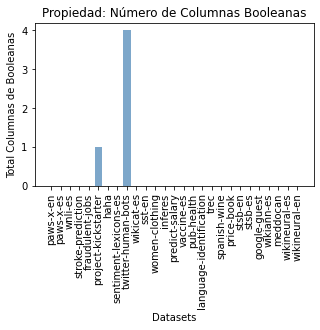 Propiedad: Número de Columnas Booleanas
Total Columnas de Booleanas
4
3
2
1
0
paws-x-en
paws-x-es
wnli-es
stroke-prediction
fraudulent-jobs
project-kickstarter
haha
sentiment-lexicons-es
twitter-human-bots
wikicat-es
sst-en
women-clothing
inferes
predict-salary
vaccine-es
pub-health
language-identification
trec
spanish-wine
price-book
stsb-en
stsb-es
google-guest
wikiann-es
meddocan
wikineural-es
wikineural-en
Datasets